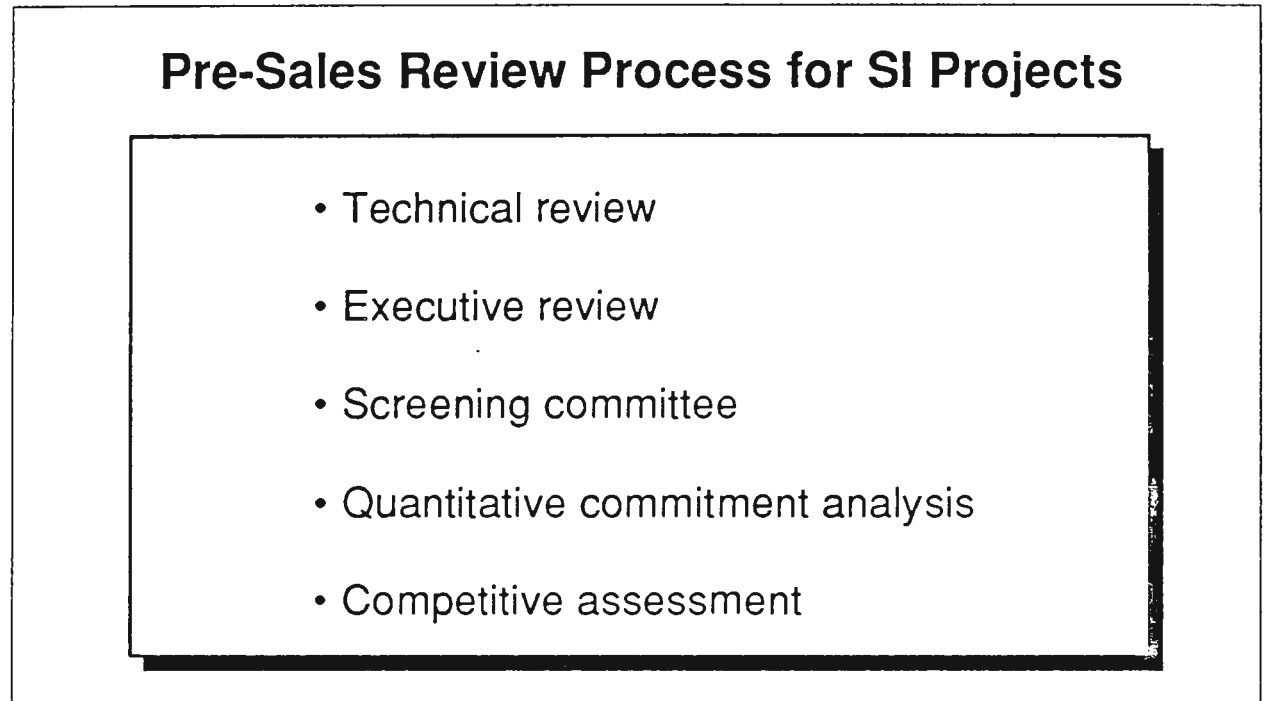 Pre-Sales Review Process for SI Projects
• Technical review
• Executive review
• Screening committee
• Quantitative commitment analysis
• Competitive assessment